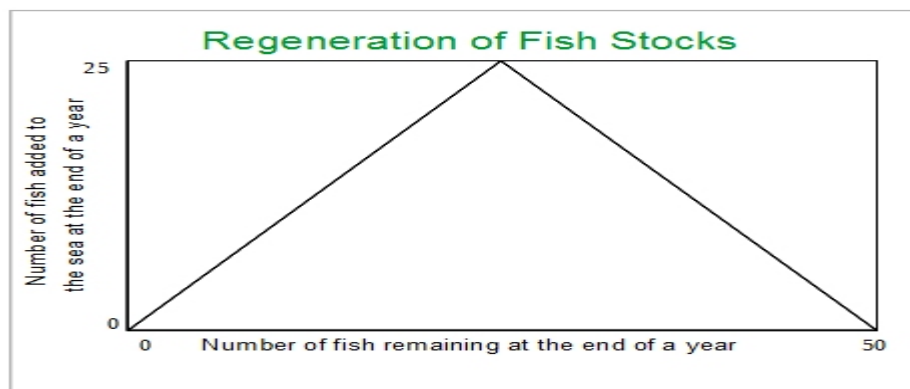 Regeneration of Fish Stocks
25
Number of fish added to
the sea at the end of a year
0
0 Number of fish remaining at the end of a year 50